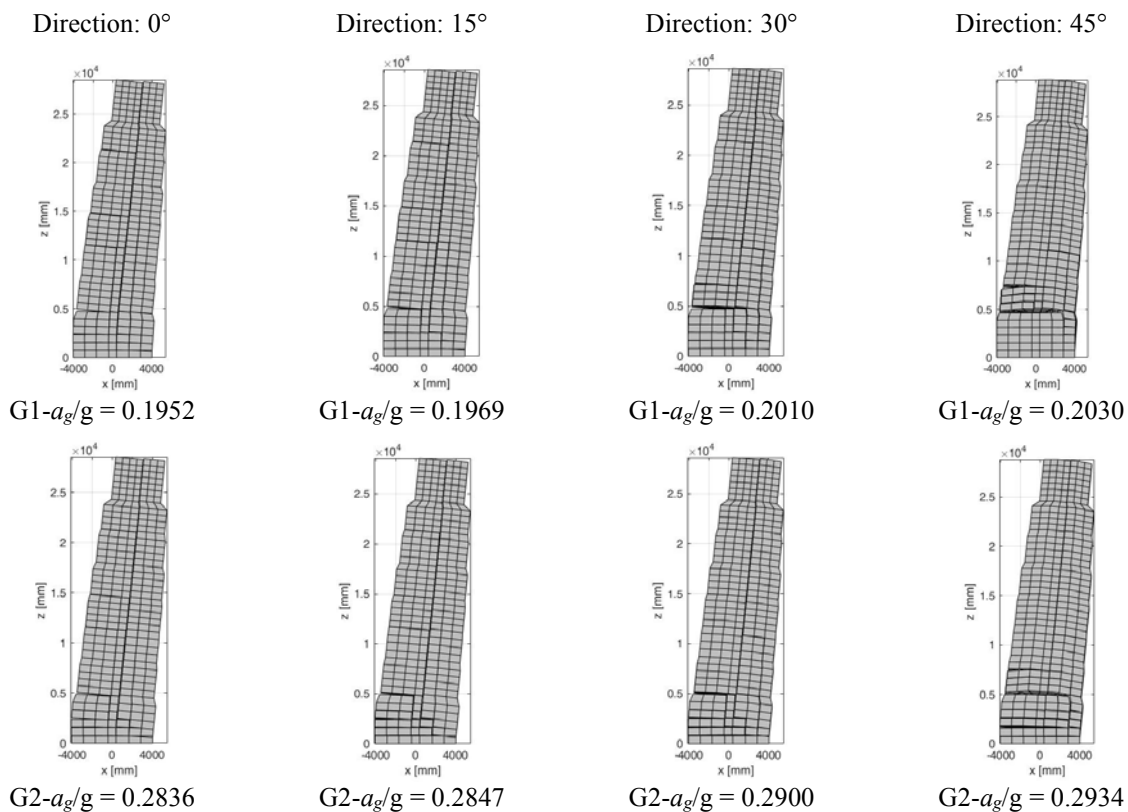 Direction: 0°
Direction: 15°
Direction: 30°
Direction: 45°
×10⁴
2.5
2
1.5
1
0.5
0
z [mm]
-4000 0 4000
x [mm]
×10⁴
2.5
2
1.5
1
0.5
0
z [mm]
-4000 0 4000
x [mm]
×10⁴
2.5
2
1.5
1
0.5
0
z [mm]
-4000 0 4000
x [mm]
×10⁴
2.5
2
1.5
1
0.5
0
z [mm]
-4000 0 4000
x [mm]
G1-ag/g = 0.1952
G1-ag/g = 0.1969
G1-ag/g = 0.2010
G1-ag/g = 0.2030
×10⁴
2.5
2
1.5
1
0.5
0
z [mm]
-4000 0 4000
x [mm]
×10⁴
2.5
2
1.5
1
0.5
0
z [mm]
-4000 0 4000
x [mm]
×10⁴
2.5
2
1.5
1
0.5
0
z [mm]
-4000 0 4000
x [mm]
×10⁴
2.5
2
1.5
1
0.5
0
z [mm]
-4000 0 4000
x [mm]
G2-ag/g = 0.2836
G2-ag/g = 0.2847
G2-ag/g = 0.2900
G2-ag/g = 0.2934